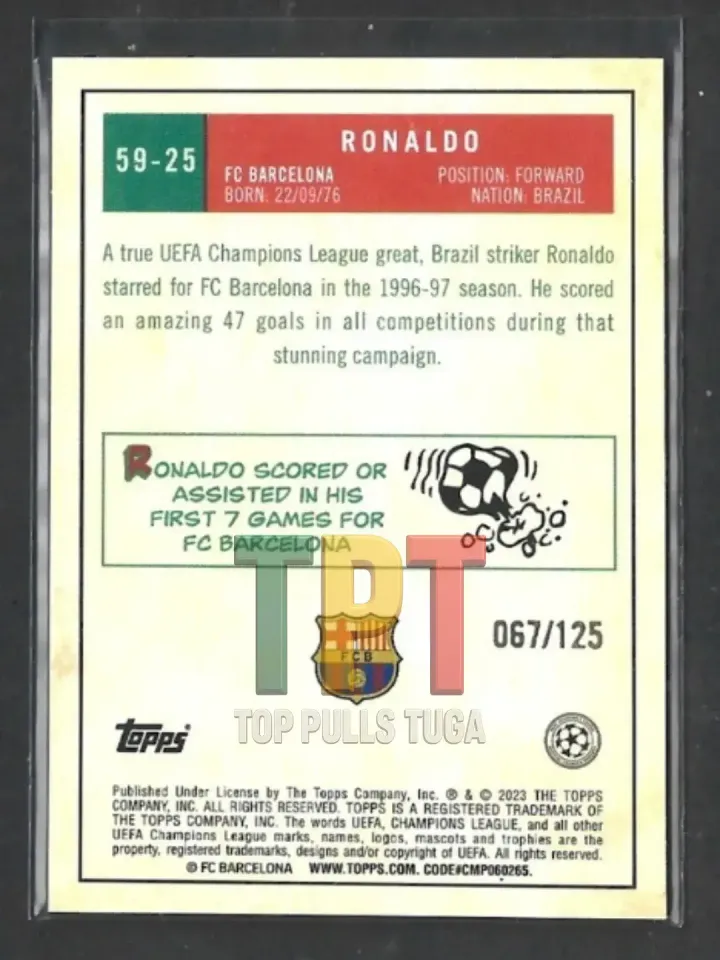 59-25
RONALDO
FC BARCELONA
POSITION: FORWARD
BORN: 22/09/76
NATION: BRAZIL
A true UEFA Champions League great, Brazil striker Ronaldo
starred for FC Barcelona in the 1996-97 season. He scored
an amazing 47 goals in all competitions during that
stunning campaign.
RONALDO SCORED OR
ASSISTED IN HIS
FIRST 7 GAMES FOR
FC BARCELONA
TPT
067/125
FCB
TOP PULLS TUGA
topps
Published Under License by The Topps Company, Inc. ® & © 2023 THE TOPPS
COMPANY, INC. ALL RIGHTS RESERVED. TOPPS IS A REGISTERED TRADEMARK OF
THE TOPPS COMPANY, INC. The words UEFA, CHAMPIONS LEAGUE, and all other
UEFA Champions League marks, names, logos, mascots and trophies are the
property, registered trademarks, designs and/or copyright of UEFA. All rights reserved.
© FC BARCELONA WWW.TOPPS.COM. CODE#CMP060265.